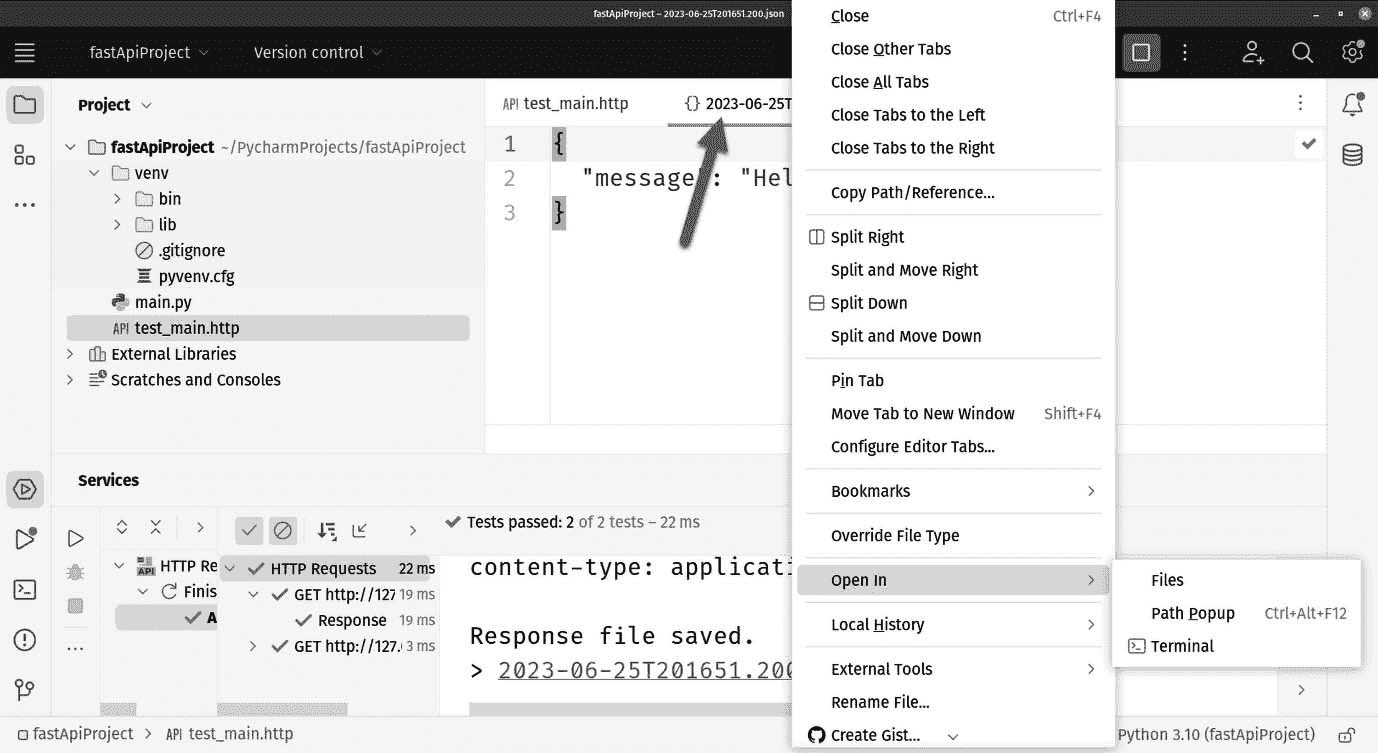 fastApiProject – 2023-06-25T201651.200.json
fastApiProject
Version control
Project
fastApiProject ~/PycharmProjects/fastApiProject
venv
bin
lib
.gitignore
pyvenv.cfg
main.py
API test_main.http
External Libraries
Scratches and Consoles
API test_main.http
{} 2023-06-25T
1 {
2 "message": "Hel
3 }
Close Ctrl+F4
Close Other Tabs
Close All Tabs
Close Tabs to the Left
Close Tabs to the Right
Copy Path/Reference...
Split Right
Split and Move Right
Split Down
Split and Move Down
Pin Tab
Move Tab to New Window Shift+F4
Configure Editor Tabs...
Bookmarks
Override File Type
Open In
Local History
External Tools
Rename File...
Create Gist...
Files
Path Popup Ctrl+Alt+F12
Terminal
Services
Tests passed: 2 of 2 tests – 22 ms
API HTTP Re
Finis
A
HTTP Requests 22 ms
GET http://127 19 ms
Response 19 ms
GET http://127. 3 ms
content-type: applicati
Response file saved.
> 2023-06-25T201651.200
fastApiProject > API test_main.http
Python 3.10 (fastApiProject)